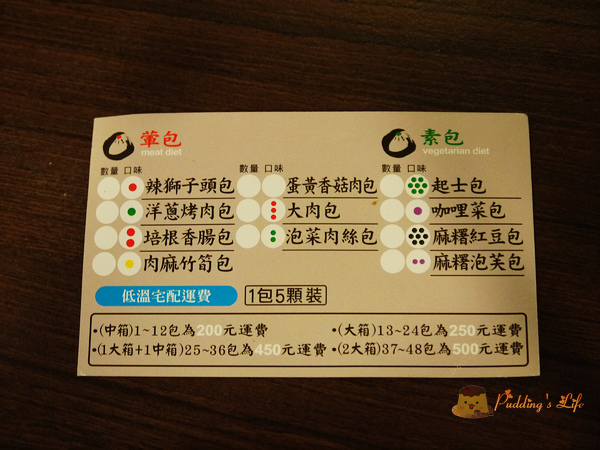 葷包
meat diet
素包
vegetarian diet
數量 口味
數量 口味
數量 口味
辣獅子頭包
蛋黃香菇肉包
起士包
洋蔥烤肉包
大肉包
咖哩菜包
培根香腸包
泡菜肉絲包
麻糬紅豆包
肉麻竹筍包
麻糬泡芙包
低溫宅配運費
1包5顆裝
•(中箱)1~12包為200元運費
•(大箱)13~24包為250元運費
•(1大箱+1中箱)25~36包為450元運費
•(2大箱)37~48包為500元運費
Pudding's Life